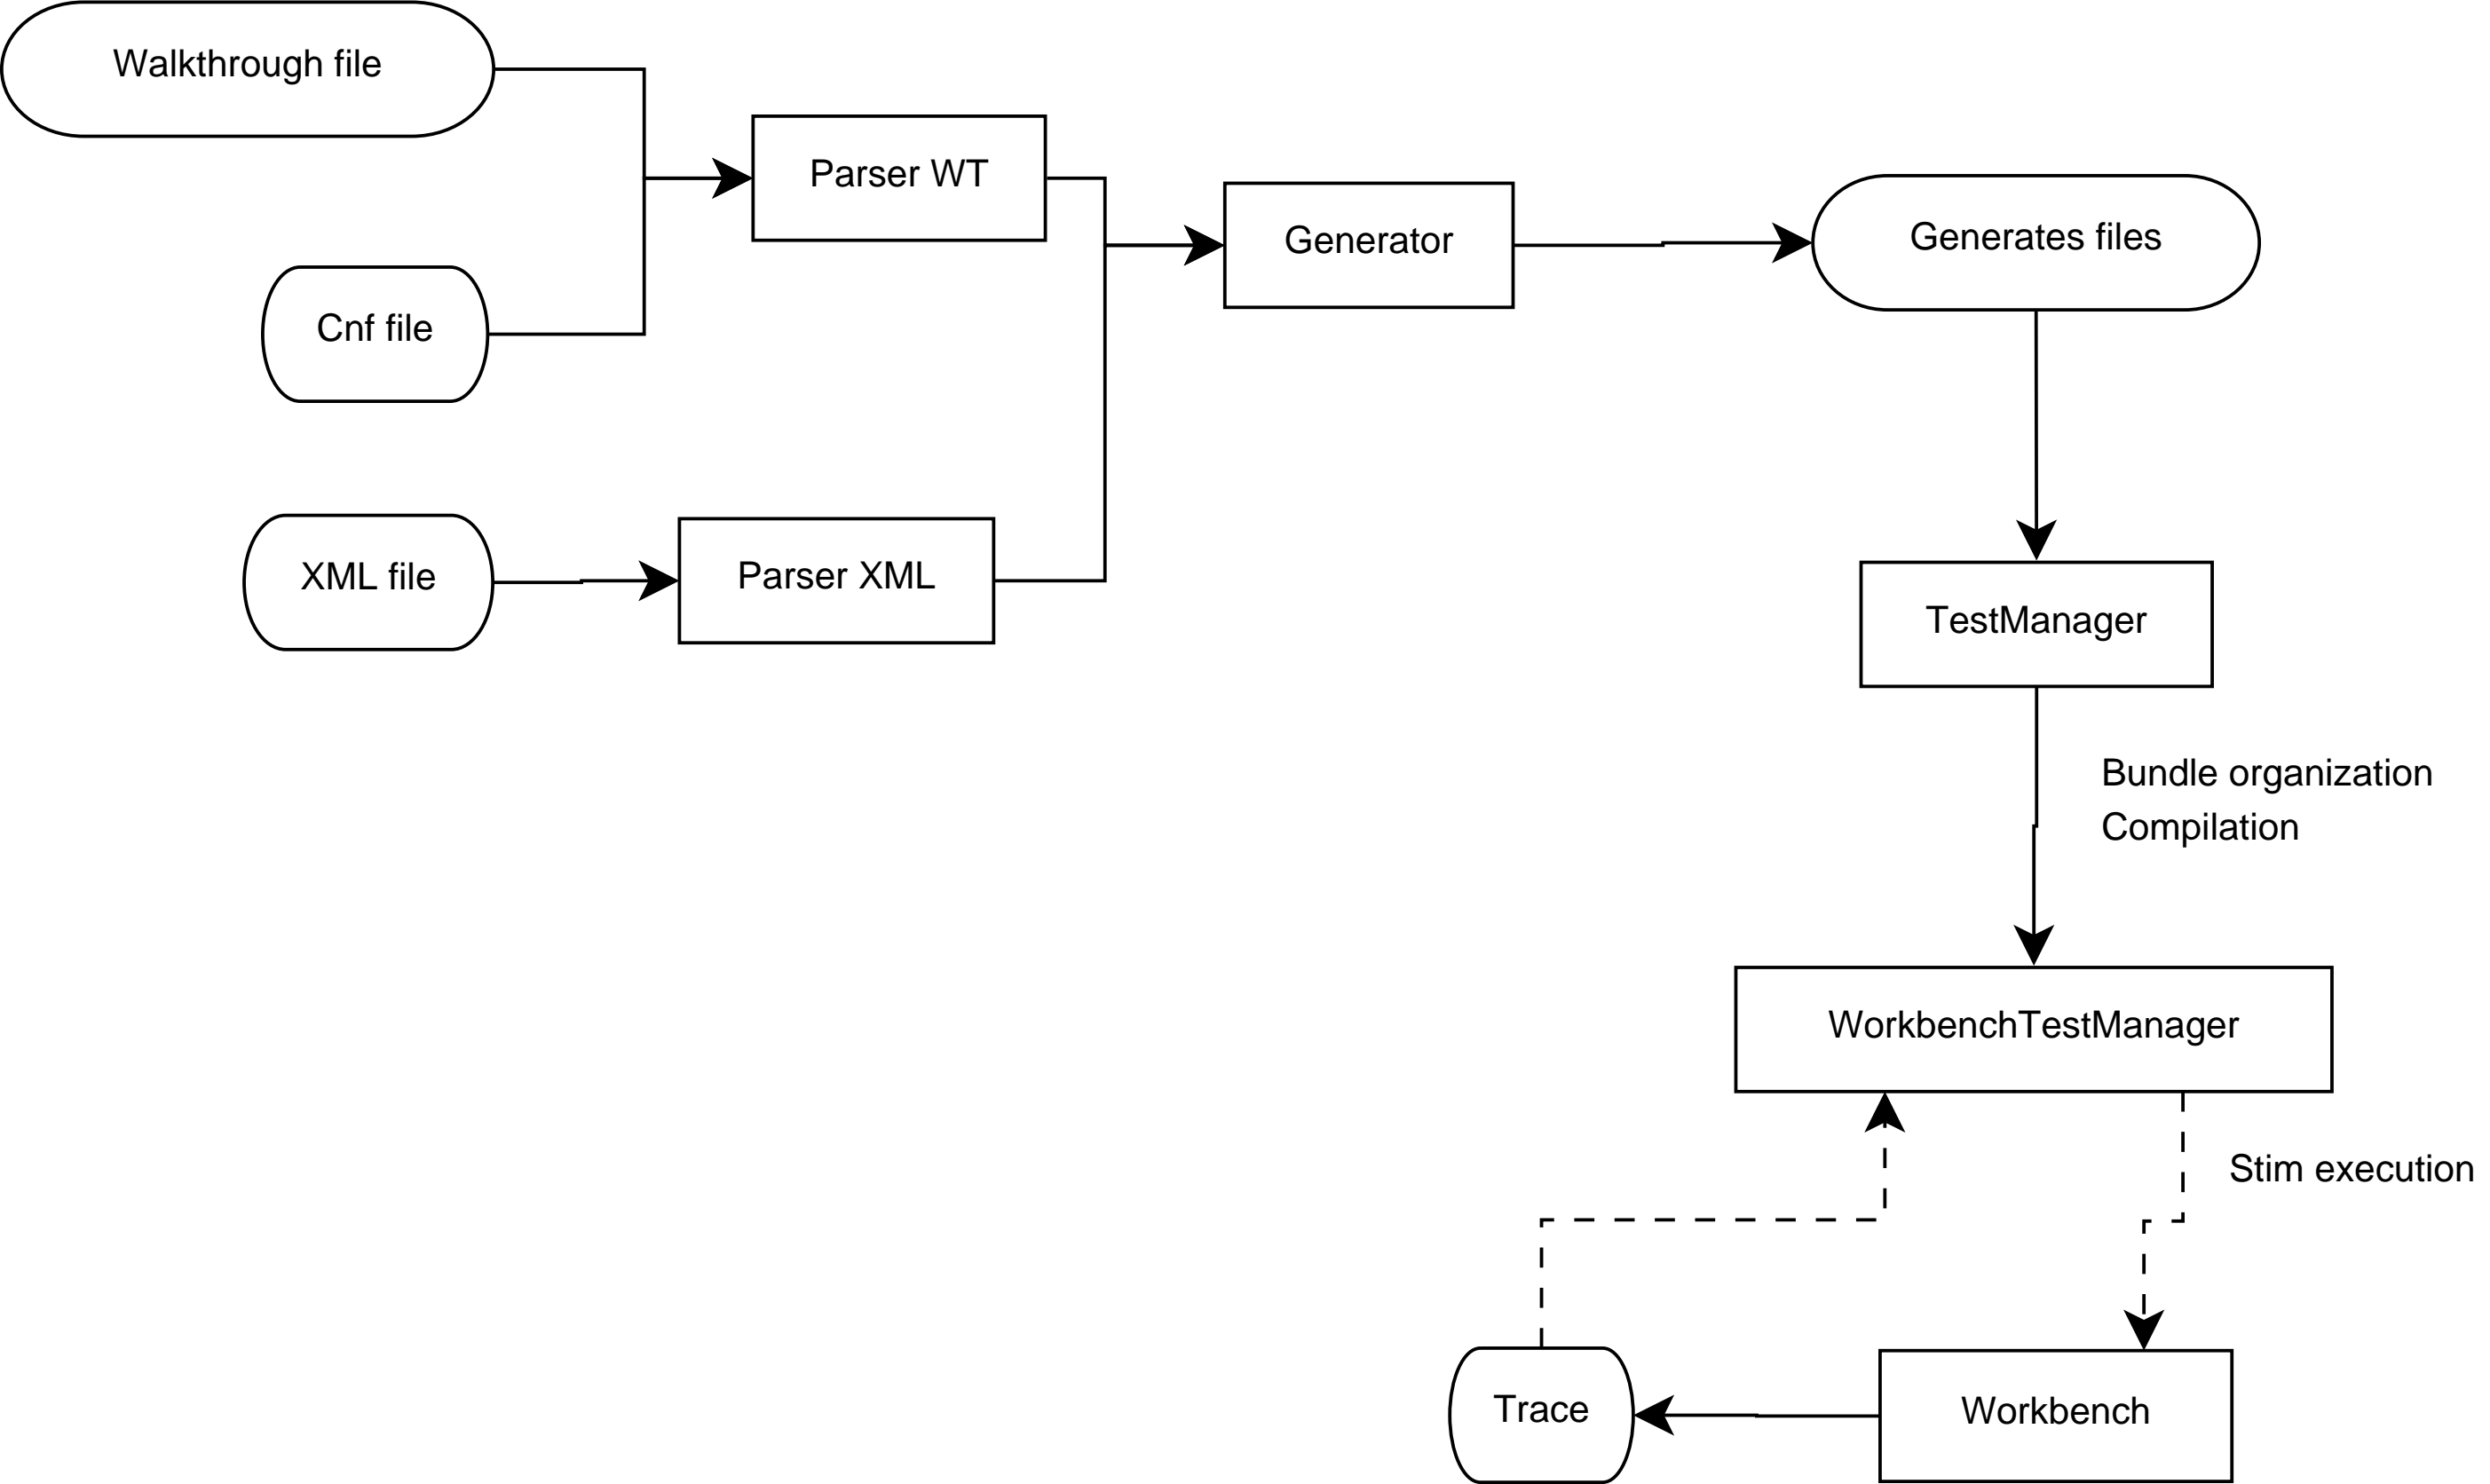 Walkthrough file
Parser WT
Generator
Generates files
Cnf file
XML file
Parser XML
TestManager
Bundle organization
Compilation
WorkbenchTestManager
Stim execution
Trace
Workbench